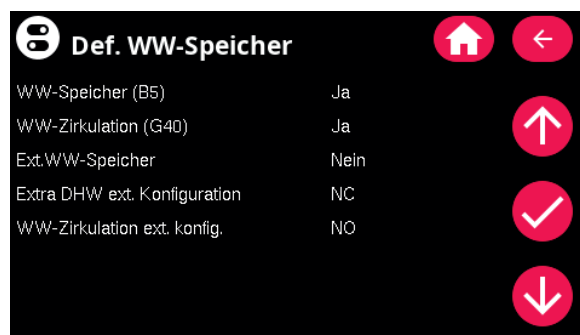 Def. WW-Speicher
WW-Speicher (B5) Ja
WW-Zirkulation (G40) Ja
Ext.WW-Speicher Nein
Extra DHW ext. Konfiguration NC
WW-Zirkulation ext. konfig. NO